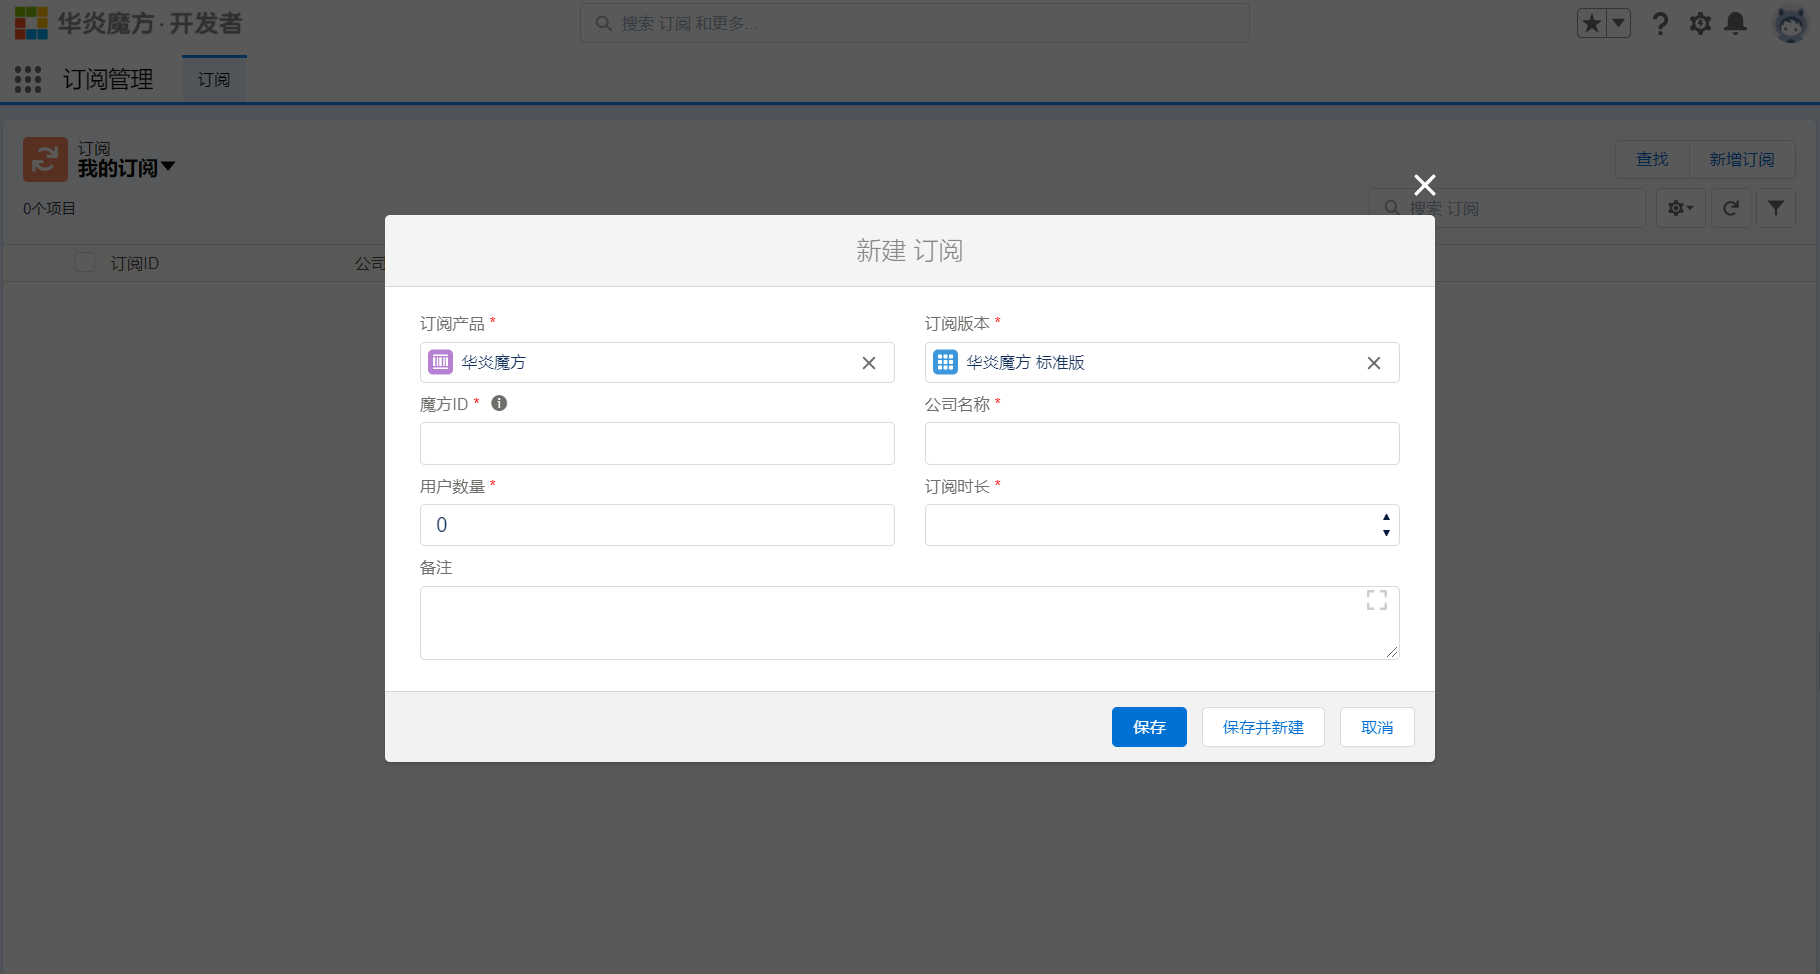 华炎魔方·开发者
搜索 订阅 和更多...
订阅管理
订阅
订阅
我的订阅
查找
新增订阅
0个项目
搜索 订阅
订阅ID
公司
新建 订阅
订阅产品 *
订阅版本 *
华炎魔方
华炎魔方 标准版
魔方ID *
公司名称 *
用户数量 *
订阅时长 *
0
备注
保存
保存并新建
取消